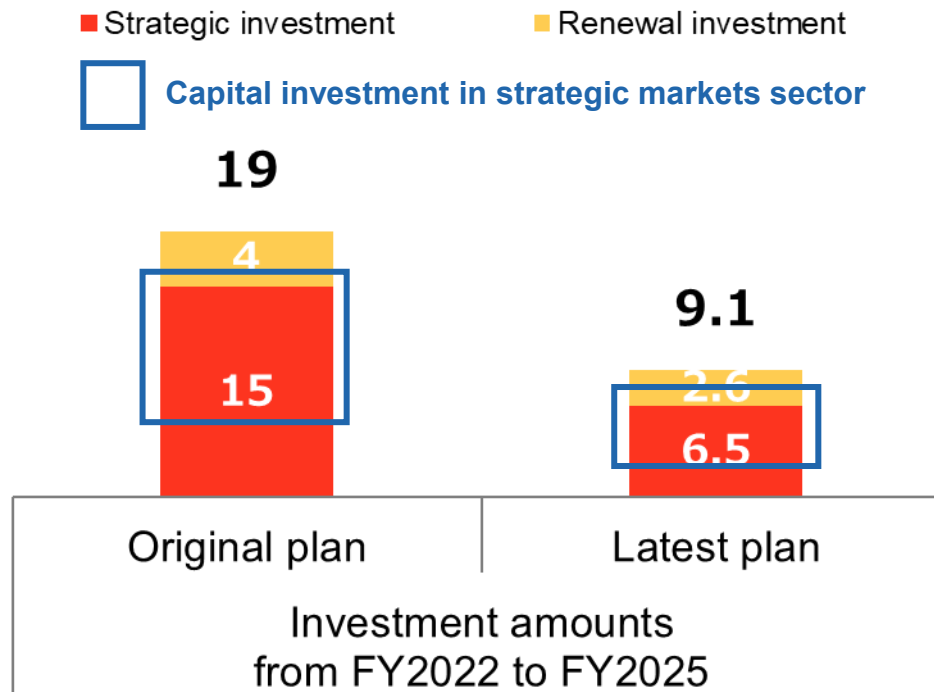 Strategic investment
Renewal investment
Capital investment in strategic markets sector
19
4
15
9.1
2.6
6.5
Original plan
Latest plan
Investment amounts
from FY2022 to FY2025